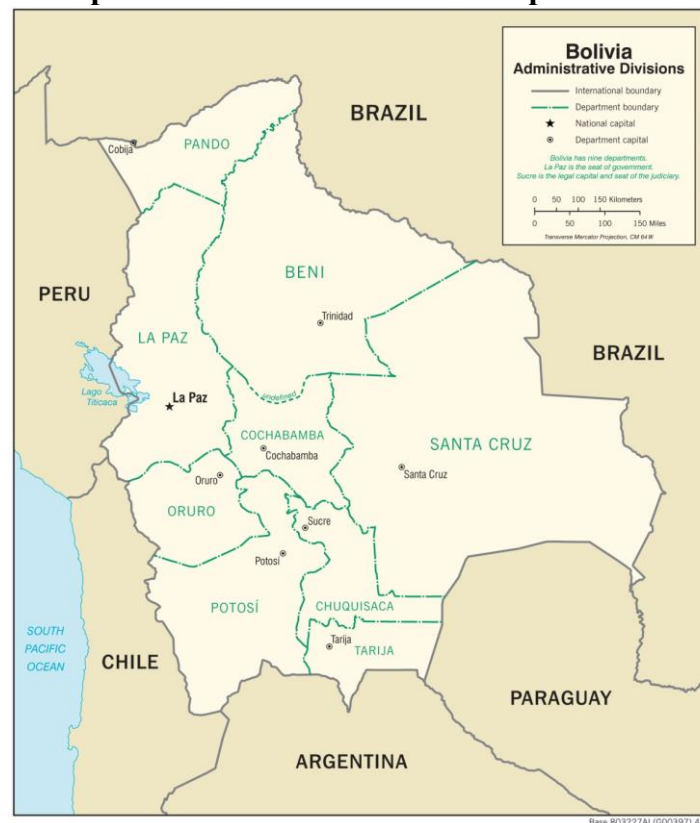 Bolivia
Administrative Divisions
International boundary
Department boundary
National capital
Department capital
Bolivia has nine departments.
La Paz is the seat of government.
Sucre is the legal capital and seat of the judiciary.
0 50 100 150 Kilometers
0 50 100 150 Miles
Transverse Mercator Projection, CM 64W
BRAZIL
Cobija
PANDO
BENI
PERU
Trinidad
LA PAZ
BRAZIL
Lago
Titicaca
La Paz
undefined
COCHABAMBA
Cochabamba
SANTA CRUZ
Santa Cruz
Oruro
ORURO
Sucre
Potosí
POTOSÍ
CHUQUISACA
SOUTH
PACIFIC
OCEAN
CHILE
Tarija
TARIJA
PARAGUAY
ARGENTINA